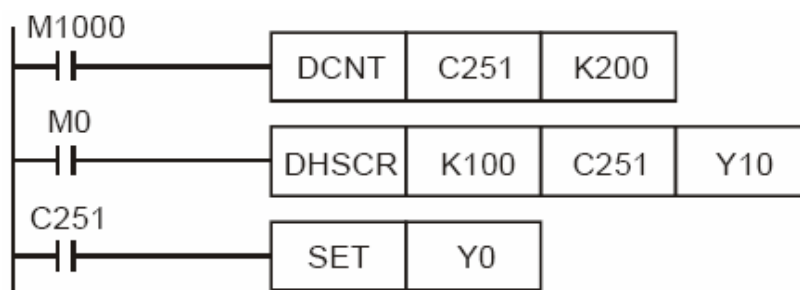 M1000
DCNT C251 K200
M0
DHSCR K100 C251 Y10
C251
SET Y0